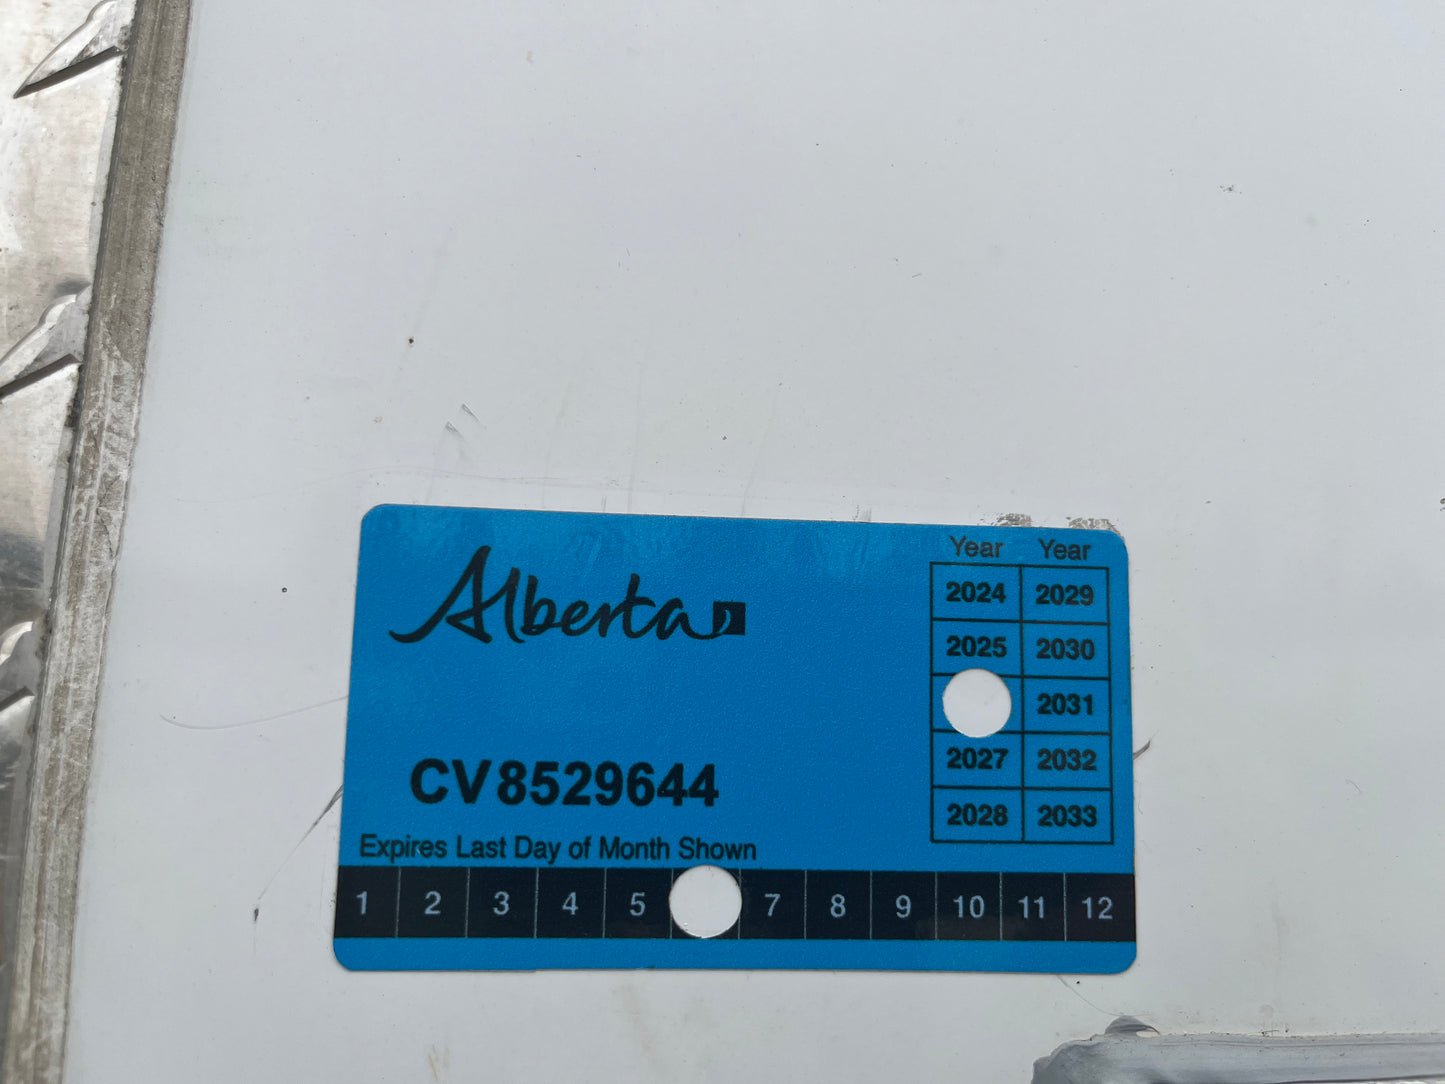 Alberta
Year Year
2024 2029
2025 2030
2031
2027 2032
2028 2033
CV8529644
Expires Last Day of Month Shown
1 2 3 4 5 7 8 9 10 11 12